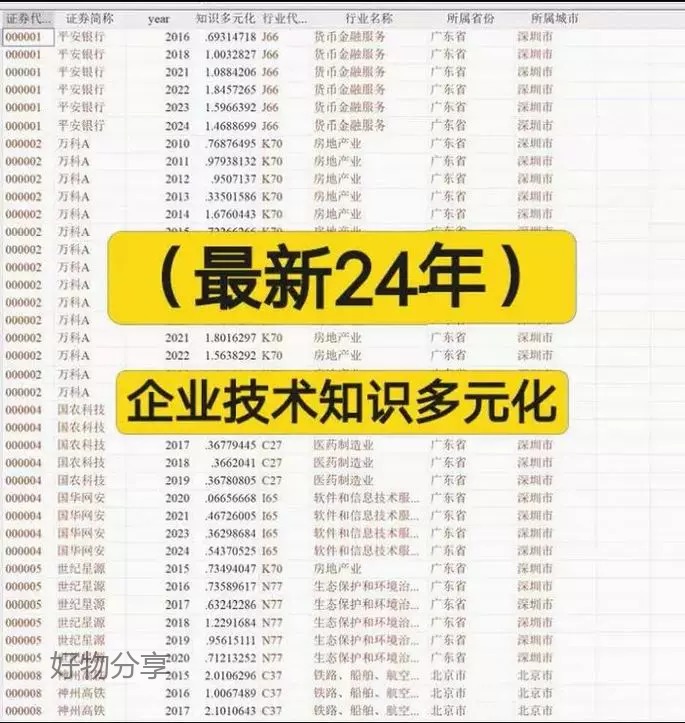 证券代... 证券简称 year 知识多元化 行业代... 行业名称 所属省份 所属城市
000001 平安银行 2016 .69314718 J66 货币金融服务 广东省 深圳市
000001 平安银行 2018 1.0032827 J66 货币金融服务 广东省 深圳市
000001 平安银行 2021 1.0884206 J66 货币金融服务 广东省 深圳市
000001 平安银行 2022 1.8457265 J66 货币金融服务 广东省 深圳市
000001 平安银行 2023 1.5966392 J66 货币金融服务 广东省 深圳市
000001 平安银行 2024 1.4688699 J66 货币金融服务 广东省 深圳市
000002 万科A 2010 .76876495 K70 房地产业 广东省 深圳市
000002 万科A 2011 .97938132 K70 房地产业 广东省 深圳市
000002 万科A 2012 .9507137 K70 房地产业 广东省 深圳市
000002 万科A 2013 .33501586 K70 房地产业 广东省 深圳市
000002 万科A 2014 1.6760443 K70 房地产业 广东省 深圳市
000002 万科A 2015 K70 房地产业 广东省 深圳市
000002 万科A
000002 万科A
（最新24年）
000002 万科A
000002 万科A
000002 万科A
000002 万科A 2021 1.8016297 K70 房地产业 广东省 深圳市
000002 万科A 2022 1.5638292 K70 房地产业 广东省 深圳市
000002 万科A
000002 万科A
企业技术知识多元化
000004 国农科技
000004 国农科技
000004 国农科技 2017 .36779445 C27 医药制造业 广东省 深圳市
000004 国农科技 2018 .3662041 C27 医药制造业 广东省 深圳市
000004 国农科技 2019 .36780805 C27 医药制造业 广东省 深圳市
000004 国华网安 2020 .06656668 I65 软件和信息技术服... 广东省 深圳市
000004 国华网安 2021 .46726005 I65 软件和信息技术服... 广东省 深圳市
000004 国华网安 2023 .36298684 I65 软件和信息技术服... 广东省 深圳市
000004 国华网安 2024 .54370525 I65 软件和信息技术服... 广东省 深圳市
000005 世纪星源 2015 .73494047 K70 房地产业 广东省 深圳市
000005 世纪星源 2016 .73589617 N77 生态保护和环境治... 广东省 深圳市
000005 世纪星源 2017 .63242286 N77 生态保护和环境治... 广东省 深圳市
000005 世纪星源 2018 1.2291684 N77 生态保护和环境治... 广东省 深圳市
000005 世纪星源 2019 .95615111 N77 生态保护和环境治... 广东省 深圳市
000005 世纪星源 2020 .71213252 N77 生态保护和环境治... 广东省 深圳市
好物分享
000008 神州高铁 2015 2.0106296 C37 铁路、船舶、航空... 北京市 北京市
000008 神州高铁 2016 1.0067489 C37 铁路、船舶、航空... 北京市 北京市
000008 神州高铁 2017 2.1010643 C37 铁路、船舶、航空... 北京市 北京市